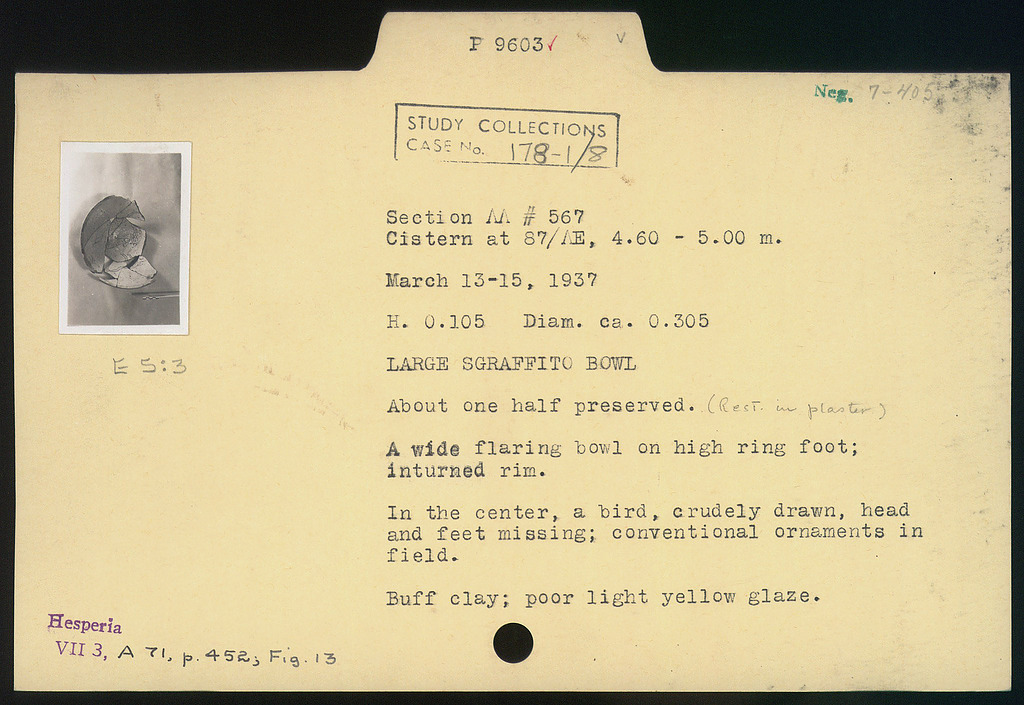 P 9603✓ v
Neg. 7-405
STUDY COLLECTIONS
CASE No. 178-1/8
Section ΛΛ # 567
Cistern at 87/ΛE, 4.60 - 5.00 m.
March 13-15, 1937
H. 0.105 Diam. ca. 0.305
E 5:3
LARGE SGRAFFITO BOWL
About one half preserved. (Rest. in plaster)
A wide flaring bowl on high ring foot;
inturned rim.
In the center, a bird, crudely drawn, head
and feet missing; conventional ornaments in
field.
Buff clay; poor light yellow glaze.
Hesperia
VII 3, A 71, p. 452; Fig. 13